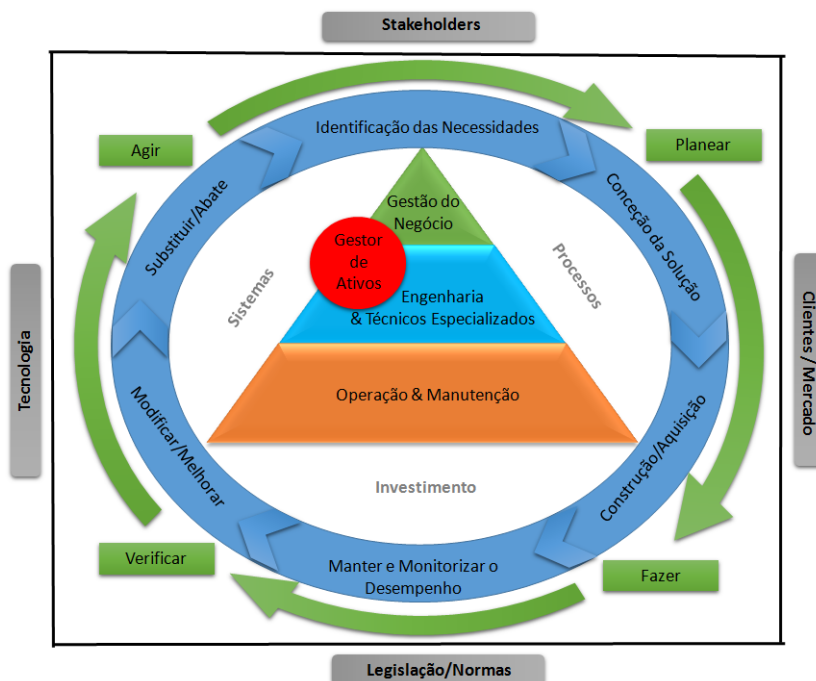 Stakeholders
Identificação das Necessidades
Agir
Planear
Substituir/Abate
Conceção da Solução
Gestão do
Negócio
Gestor
de
Ativos
Sistemas
Processos
Engenharia
& Técnicos Especializados
Tecnologia
Clientes / Mercado
Operação & Manutenção
Modificar/Melhorar
Construção/Aquisição
Investimento
Verificar
Manter e Monitorizar o
Desempenho
Fazer
Legislação/Normas